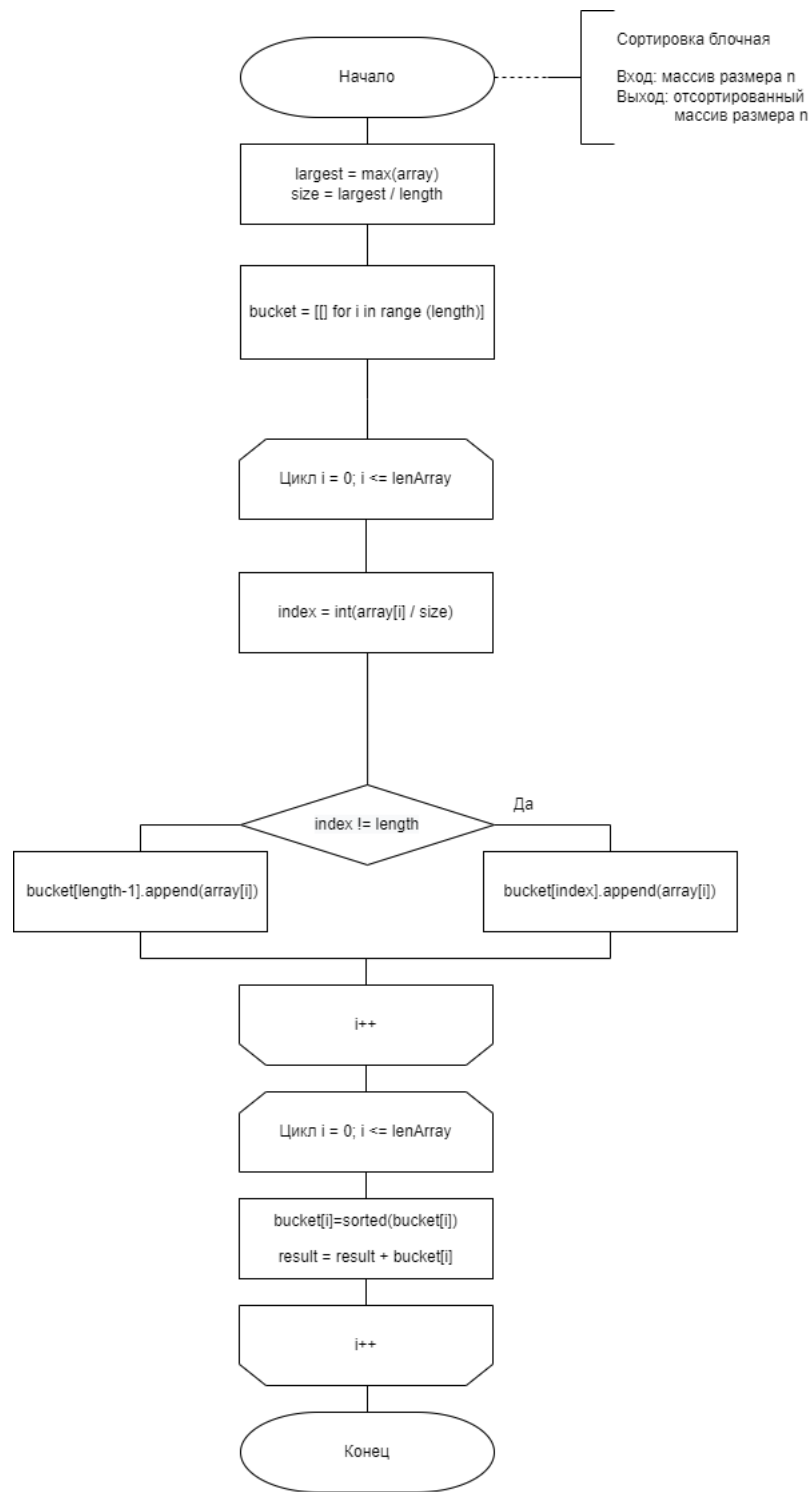 Сортировка блочная
Вход: массив размера n
Выход: отсортированный
массив размера n
Начало
largest = max(array)
size = largest / length
bucket = [[] for i in range (length)]
Цикл i = 0; i <= lenArray
index = int(array[i] / size)
index != length
Да
bucket[length-1].append(array[i])
bucket[index].append(array[i])
i++
Цикл i = 0; i <= lenArray
bucket[i]=sorted(bucket[i])
result = result + bucket[i]
i++
Конец